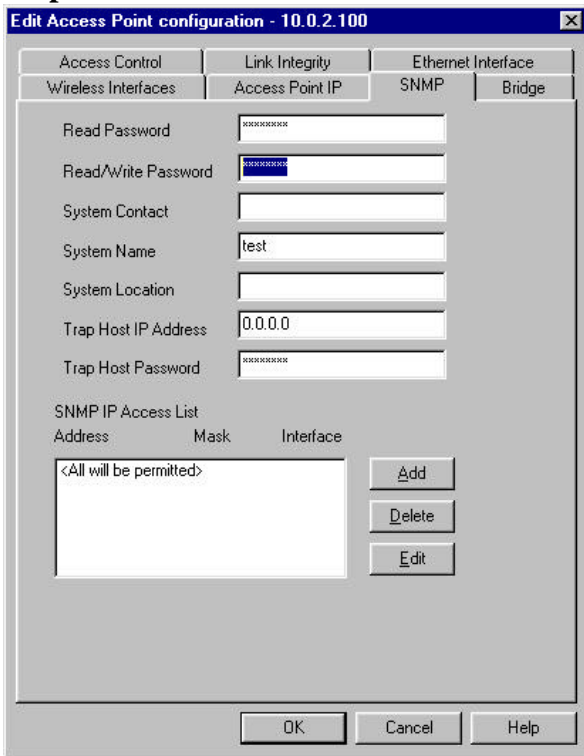 Edit Access Point configuration - 10.0.2.100
Access Control Link Integrity Ethernet Interface
Wireless Interfaces Access Point IP SNMP Bridge
Read Password ××××××××
Read/Write Password ××××××××
System Contact
System Name test
System Location
Trap Host IP Address 0.0.0.0
Trap Host Password ××××××××
SNMP IP Access List
Address Mask Interface
<All will be permitted>
Add
Delete
Edit
OK Cancel Help